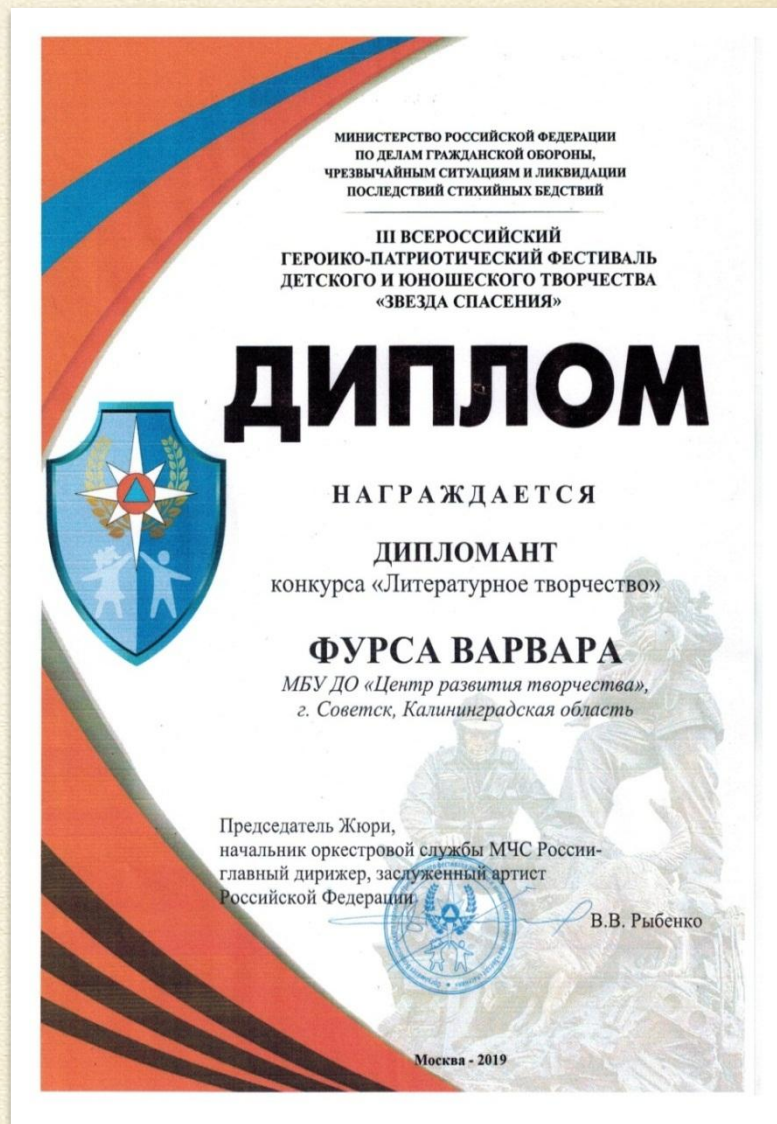 МИНИСТЕРСТВО РОССИЙСКОЙ ФЕДЕРАЦИИ
ПО ДЕЛАМ ГРАЖДАНСКОЙ ОБОРОНЫ,
ЧРЕЗВЫЧАЙНЫМ СИТУАЦИЯМ И ЛИКВИДАЦИИ
ПОСЛЕДСТВИЙ СТИХИЙНЫХ БЕДСТВИЙ
III ВСЕРОССИЙСКИЙ
ГЕРОИКО-ПАТРИОТИЧЕСКИЙ ФЕСТИВАЛЬ
ДЕТСКОГО И ЮНОШЕСКОГО ТВОРЧЕСТВА
«ЗВЕЗДА СПАСЕНИЯ»
ДИПЛОМ
НАГРАЖДАЕТСЯ
ДИПЛОМАНТ
конкурса «Литературное творчество»
ФУРСА ВАРВАРА
МБУ ДО «Центр развития творчества»,
г. Советск, Калининградская область
Председатель Жюри,
начальник оркестровой службы МЧС России-
главный дирижер, заслуженный артист
Российской Федерации
В.В. Рыбенко
Москва - 2019